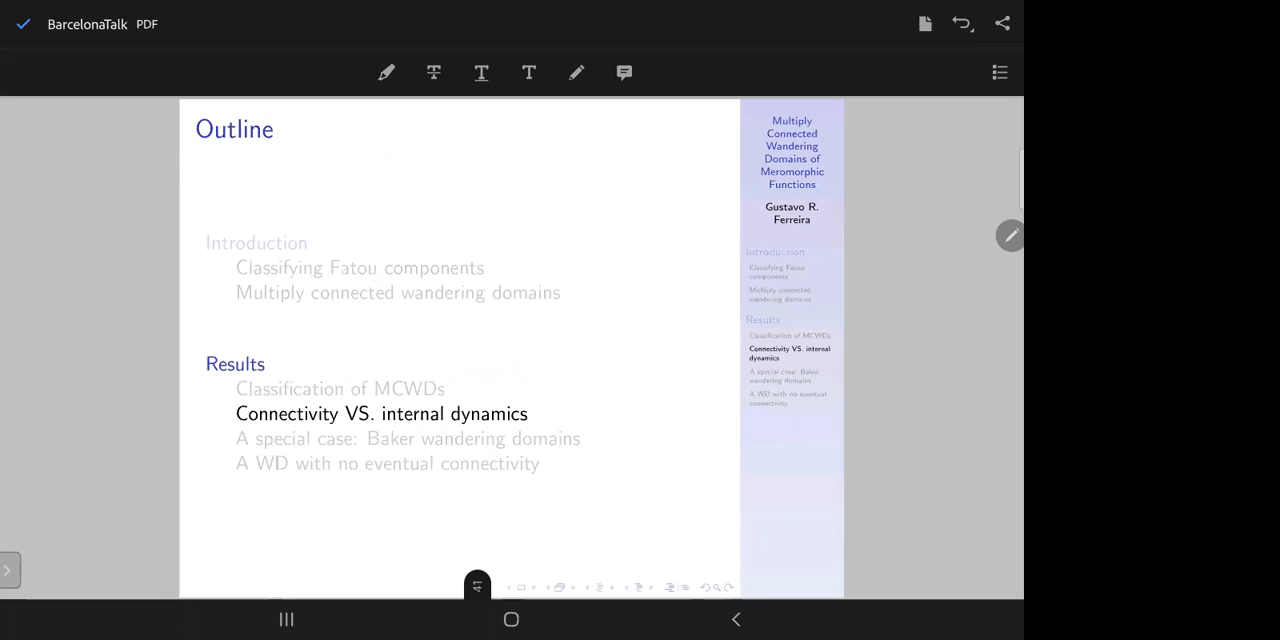 BarcelonaTalk PDF
Outline
Introduction
Classifying Fatou components
Multiply connected wandering domains
Results
Classification of MCWDs
Connectivity VS. internal dynamics
A special case: Baker wandering domains
A WD with no eventual connectivity
Multiply
Connected
Wandering
Domains of
Meromorphic
Functions
Gustavo R.
Ferreira
Introduction
Classifying Fatou
components
Multiply connected
wandering domains
Results
Classification of MCWDs
Connectivity VS. internal
dynamics
A special case: Baker
wandering domains
A WD with no eventual
connectivity
41